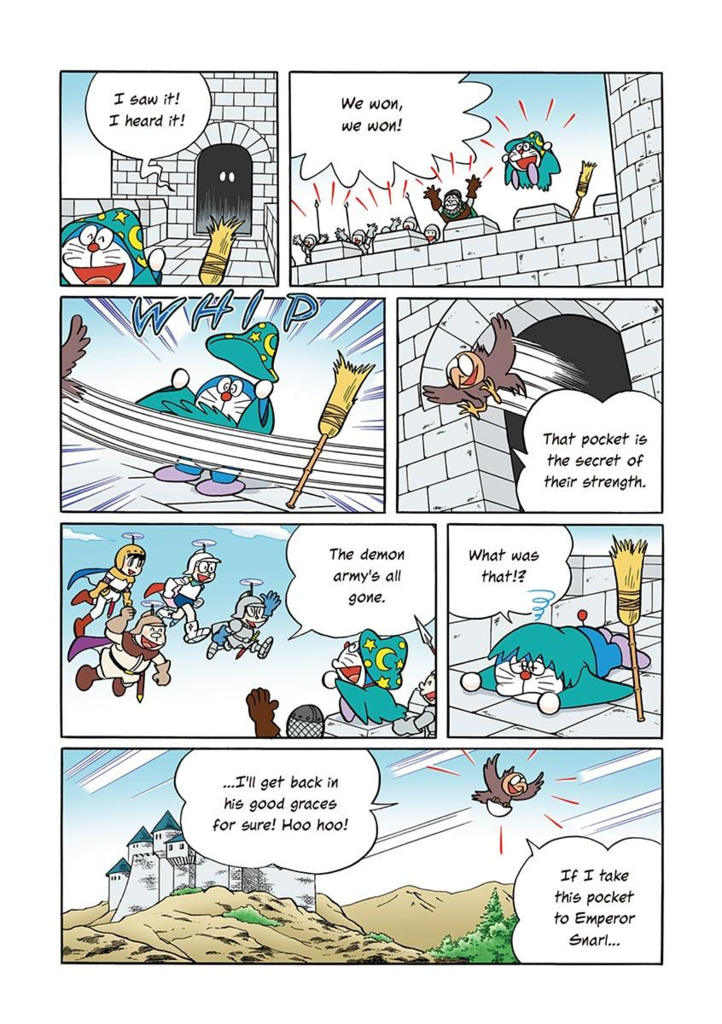 We won,
we won!
I saw it!
I heard it!
That pocket is
the secret of
their strength.
WHIP
What was
that!?
The demon
army's all
gone.
If I take
this pocket
to Emperor
Snarl...
...I'll get back in
his good graces
for sure! Hoo hoo!